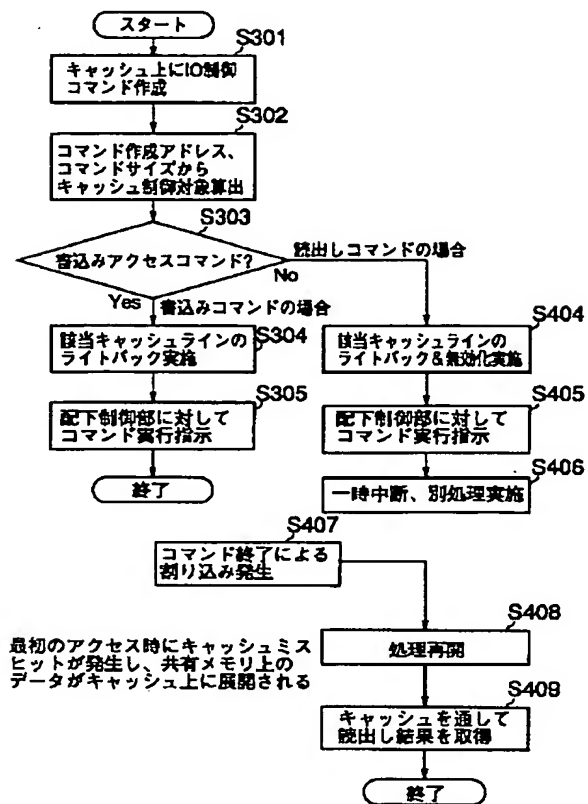 スタート
S301
キャッシュ上にIO制御
コマンド作成
S302
コマンド作成アドレス、
コマンドサイズから
キャッシュ制御対象算出
S303
書込みアクセスコマンド?
読出しコマンドの場合
No
Yes
書込みコマンドの場合
S304
該当キャッシュラインの
ライトバック実施
S404
該当キャッシュラインの
ライトバック&無効化実施
S305
配下制御部に対して
コマンド実行指示
S405
配下制御部に対して
コマンド実行指示
終了
S406
一時中断、別処理実施
S407
コマンド終了による
割り込み発生
S408
処理再開
最初のアクセス時にキャッシュミス
ヒットが発生し、共有メモリ上の
データがキャッシュ上に展開される
S409
キャッシュを通して
読出し結果を取得
終了